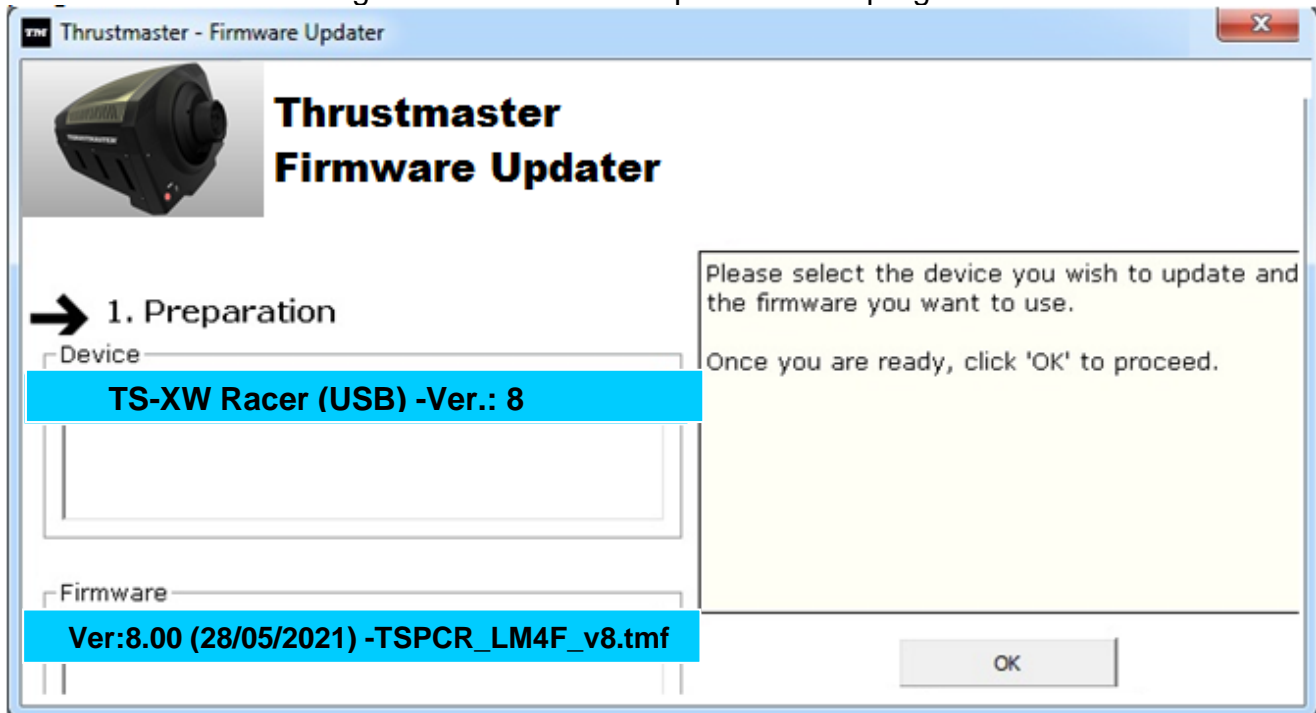 Thrustmaster - Firmware Updater
Thrustmaster
Firmware Updater
1. Preparation
Device
TS-XW Racer (USB) -Ver.: 8
Please select the device you wish to update and
the firmware you want to use.
Once you are ready, click 'OK' to proceed.
Firmware
Ver:8.00 (28/05/2021) -TSPCR_LM4F_v8.tmf
OK